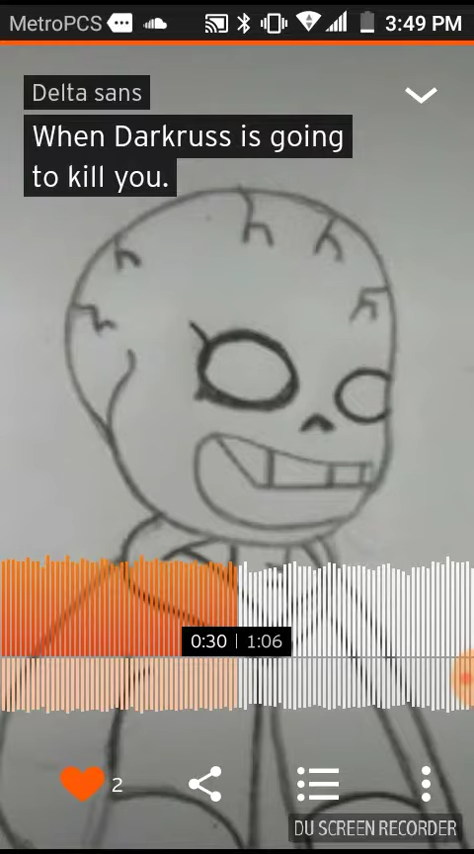 MetroPCS
3:49 PM
Delta sans
When Darkruss is going
to kill you.
0:30 | 1:06
2
DU SCREEN RECORDER